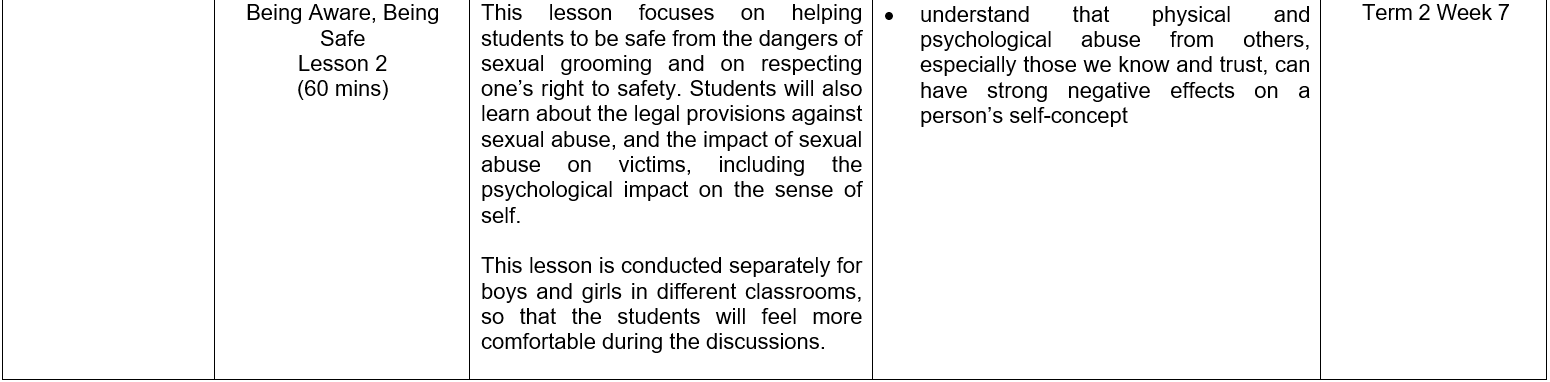 Being Aware, Being
Safe
Lesson 2
(60 mins)
This lesson focuses on helping
students to be safe from the dangers of
sexual grooming and on respecting
one’s right to safety. Students will also
learn about the legal provisions against
sexual abuse, and the impact of sexual
abuse on victims, including the
psychological impact on the sense of
self.
This lesson is conducted separately for
boys and girls in different classrooms,
so that the students will feel more
comfortable during the discussions.
• understand that physical and
psychological abuse from others,
especially those we know and trust, can
have strong negative effects on a
person’s self-concept
Term 2 Week 7